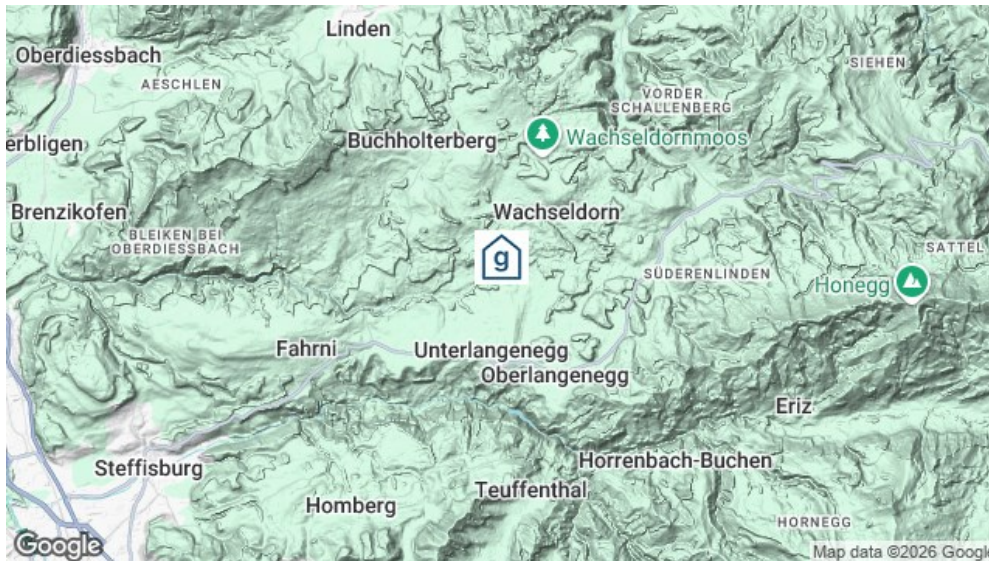 Linden
Oberdiessbach
AESCHLEN
SIEHEN
VORDER
SCHALLENBERG
erbligen
Buchholterberg
Wachseldornmoos
Brenzikofen
Wachseldorn
BLEIKEN BEI
OBERDIESSBACH
SATTEL
g
SÜDERENLINDEN
Honegg
Fahrni
Unterlangenegg
Oberlangenegg
Eriz
Steffisburg
Horrenbach-Buchen
Teuffenthal
Homberg
HORNEGG
Google
Map data ©2026 Google